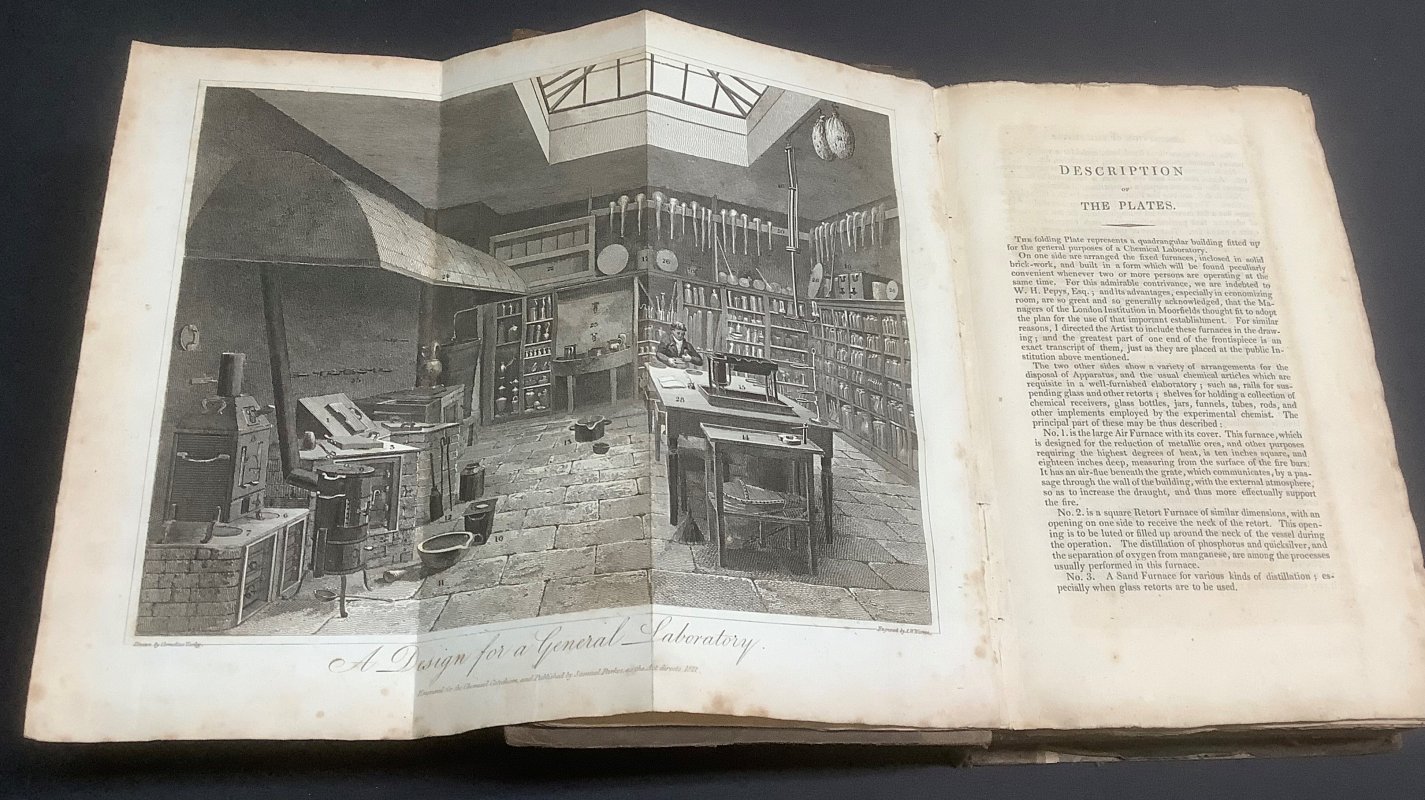 Drawn by Cornelius Varley.
A Design for a General Laboratory.
Engraved for the Chemical Catechism, and Published by Samuel Parkes, as the Act directs, 1822
DESCRIPTION
OF
THE PLATES.
THE folding Plate represents a quadrangular building fitted up
for the general purposes of a Chemical Laboratory.
On one side are arranged the fixed furnaces, inclosed in solid
brick-work, and built in a form which will be found peculiarly
convenient whenever two or more persons are operating at the
same time. For this admirable contrivance, we are indebted to
W. H. Pepys, Esq.; and its advantages, especially in economizing
room, are so great and so generally acknowledged, that the Ma-
nagers of the London Institution in Moorfields thought fit to adopt
the plan for the use of that important establishment. For similar
reasons, I directed the Artist to include these furnaces in the draw-
ing; and the greatest part of one end of the frontispiece is an
exact transcript of them, just as they are placed at the public In-
stitution above mentioned.
The two other sides show a variety of arrangements for the
disposal of Apparatus, and the usual chemical articles which are
requisite in a well-furnished elaboratory; such as, rails for sus-
pending glass and other retorts; shelves for holding a collection of
chemical receivers, glass bottles, jars, funnels, tubes, rods, and
other implements employed by the experimental chemist. The
principal part of these may be thus described:
No. 1. is the large Air Furnace with its cover. This furnace, which
is designed for the reduction of metallic ores, and other purposes
requiring the highest degrees of heat, is ten inches square, and
eighteen inches deep, measuring from the surface of the fire bars.
It has an air-flue beneath the grate, which communicates, by a pas-
sage through the wall of the building, with the external atmosphere,
so as to increase the draught, and thus more effectually support
the fire.
No. 2. is a square Retort Furnace of similar dimensions, with an
opening on one side to receive the neck of the retort. This open-
ing is to be luted or filled up around the neck of the vessel during
the operation. The distillation of phosphorus and quicksilver, and
the separation of oxygen from manganese, are among the processes
usually performed in this furnace.
No. 3. A Sand Furnace for various kinds of distillation; es-
pecially when glass retorts are to be used.